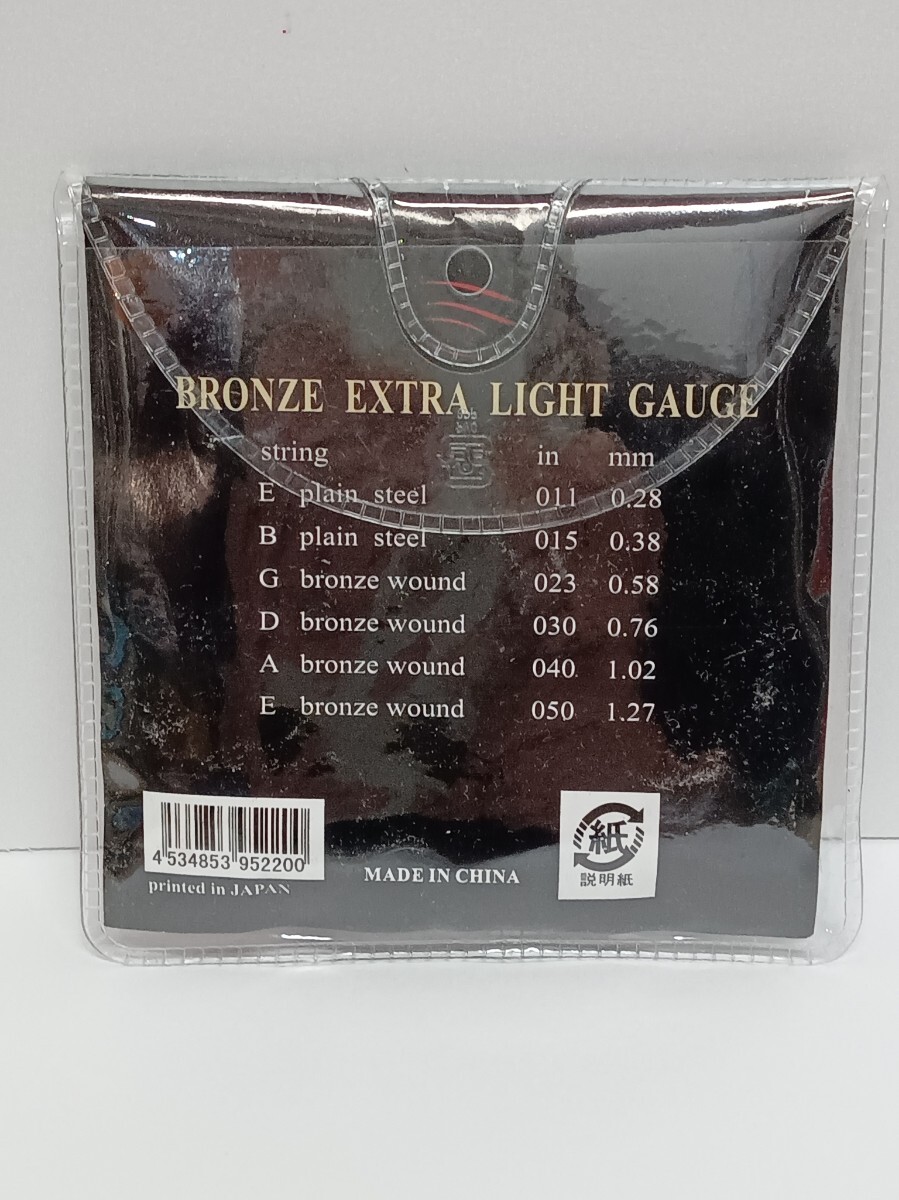 BRONZE EXTRA LIGHT GAUGE
string in mm
E plain steel 011 0.28
B plain steel 015 0.38
G bronze wound 023 0.58
D bronze wound 030 0.76
A bronze wound 040 1.02
E bronze wound 050 1.27
4 534853 952200
printed in JAPAN
MADE IN CHINA
紙
説明紙